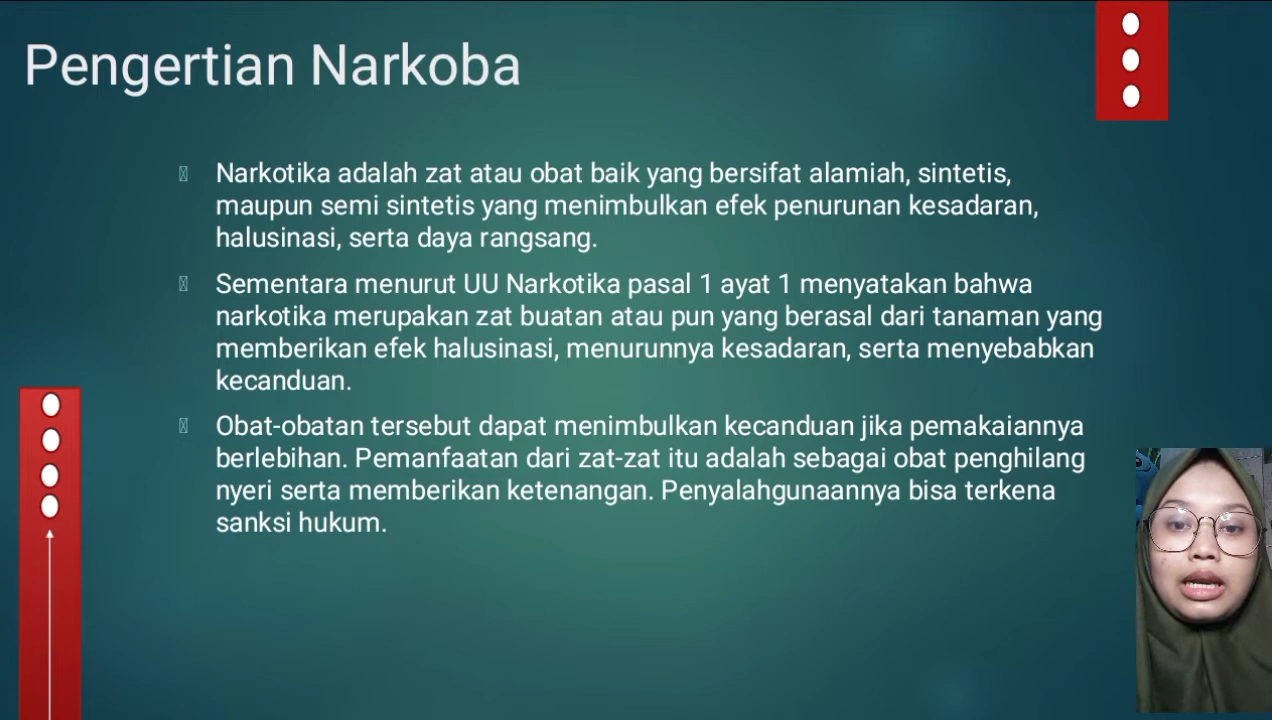 Pengertian Narkoba
Narkotika adalah zat atau obat baik yang bersifat alamiah, sintetis,
maupun semi sintetis yang menimbulkan efek penurunan kesadaran,
halusinasi, serta daya rangsang.
Sementara menurut UU Narkotika pasal 1 ayat 1 menyatakan bahwa
narkotika merupakan zat buatan atau pun yang berasal dari tanaman yang
memberikan efek halusinasi, menurunnya kesadaran, serta menyebabkan
kecanduan.
Obat-obatan tersebut dapat menimbulkan kecanduan jika pemakaiannya
berlebihan. Pemanfaatan dari zat-zat itu adalah sebagai obat penghilang
nyeri serta memberikan ketenangan. Penyalahgunaannya bisa terkena
sanksi hukum.